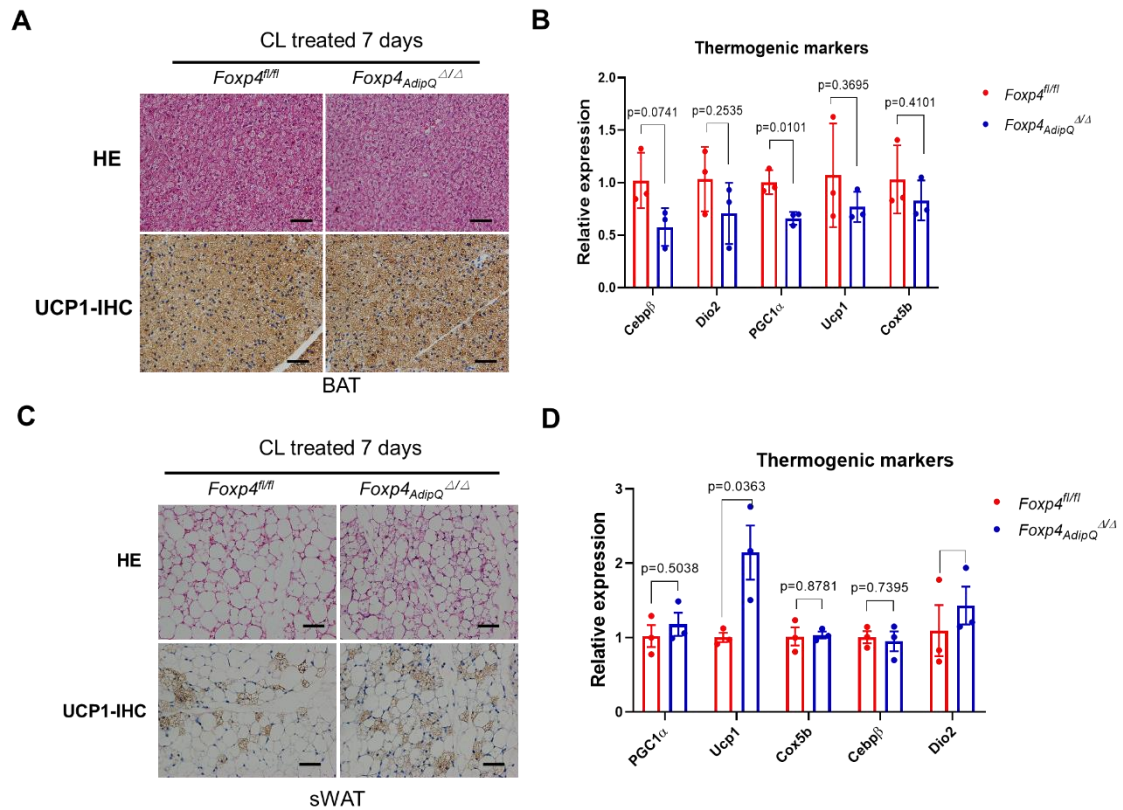 A
CL treated 7 days
Foxp4fl/fl
Foxp4AdipQΔ/Δ
HE
UCP1-IHC
BAT
B
Thermogenic markers
Foxp4fl/fl
Foxp4AdipQΔ/Δ
Relative expression
2.0
1.5
1.0
0.5
0.0
p=0.0741
p=0.2535
p=0.0101
p=0.3695
p=0.4101
Cebpβ
Dio2
PGC1α
Ucp1
Cox5b
C
CL treated 7 days
Foxp4fl/fl
Foxp4AdipQΔ/Δ
HE
UCP1-IHC
sWAT
D
Thermogenic markers
Foxp4fl/fl
Foxp4AdipQΔ/Δ
Relative expression
3
2
1
0
p=0.5038
p=0.0363
p=0.8781
p=0.7395
PGC1α
Ucp1
Cox5b
Cebpβ
Dio2